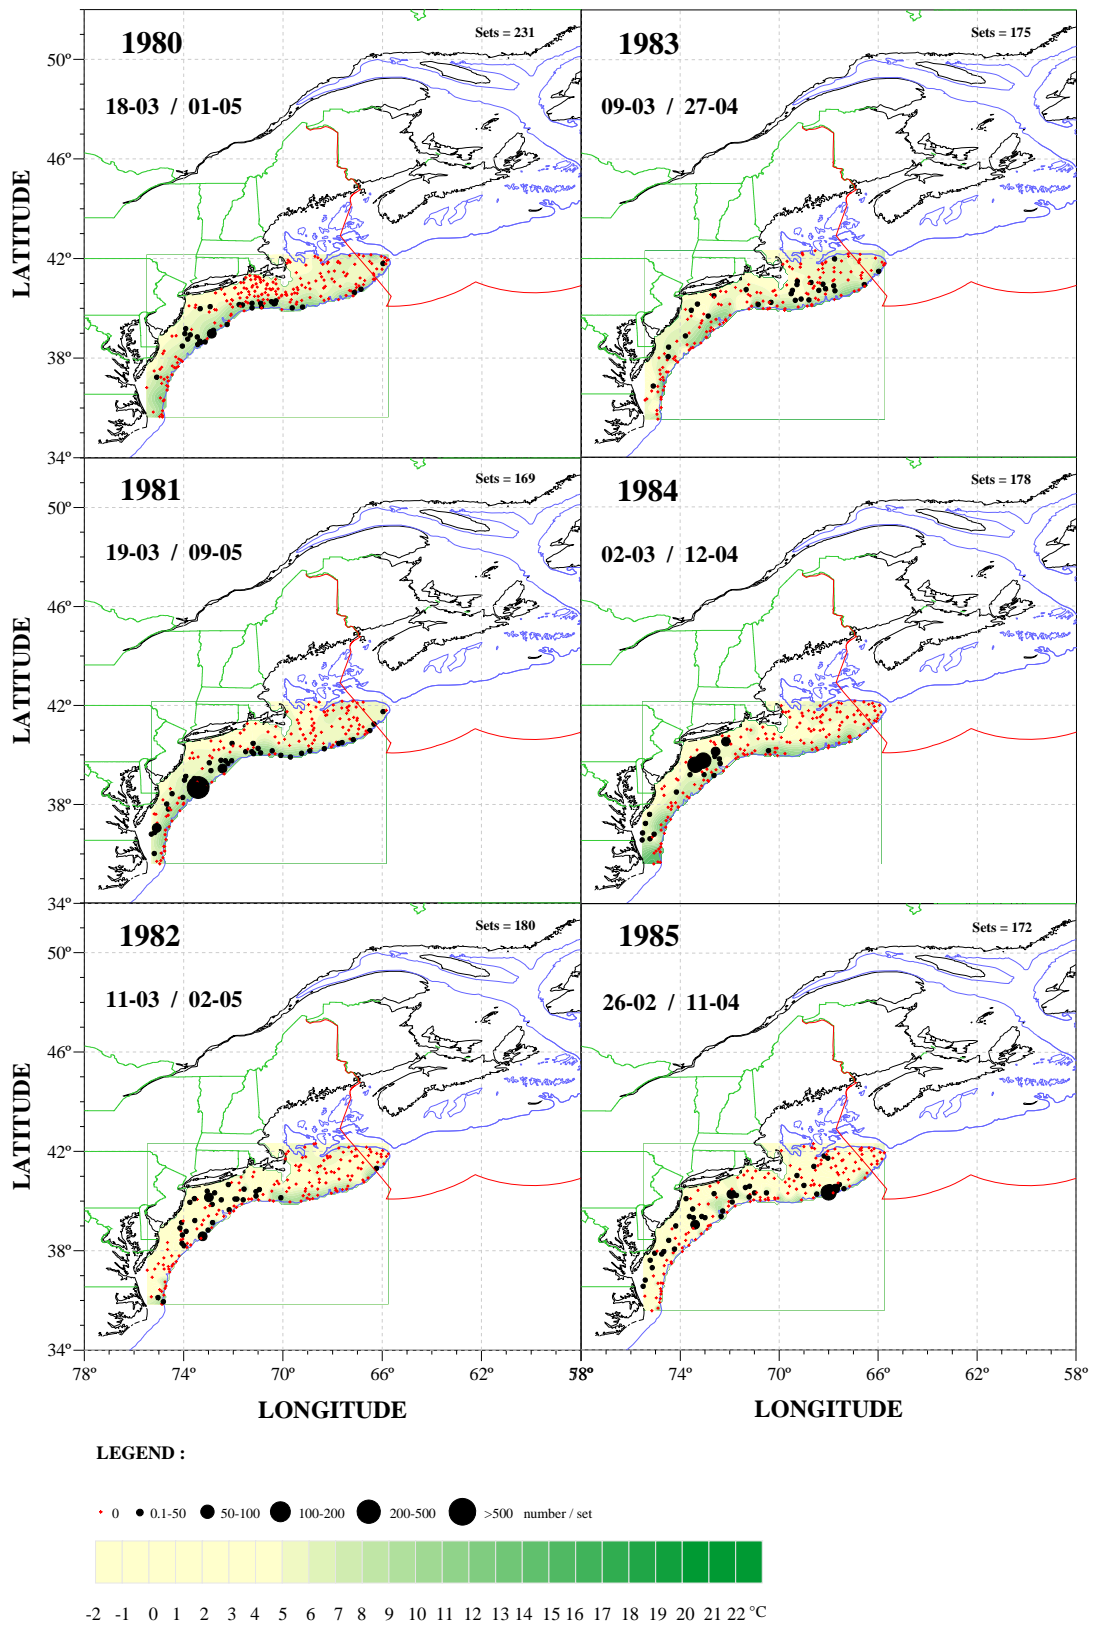 1980
Sets = 231
18-03 / 01-05
1983
Sets = 175
09-03 / 27-04
50º
46º
42º
38º
34º
LATITUDE
1981
Sets = 169
19-03 / 09-05
1984
Sets = 178
02-03 / 12-04
50º
46º
42º
38º
34º
LATITUDE
1982
Sets = 180
11-03 / 02-05
1985
Sets = 172
26-02 / 11-04
50º
46º
42º
38º
34º
LATITUDE
78º 74º 70º 66º 62º 58º 74º 70º 66º 62º 58º
LONGITUDE LONGITUDE
LEGEND :
0 0.1-50 50-100 100-200 200-500 >500 number / set
-2 -1 0 1 2 3 4 5 6 7 8 9 10 11 12 13 14 15 16 17 18 19 20 21 22 °C